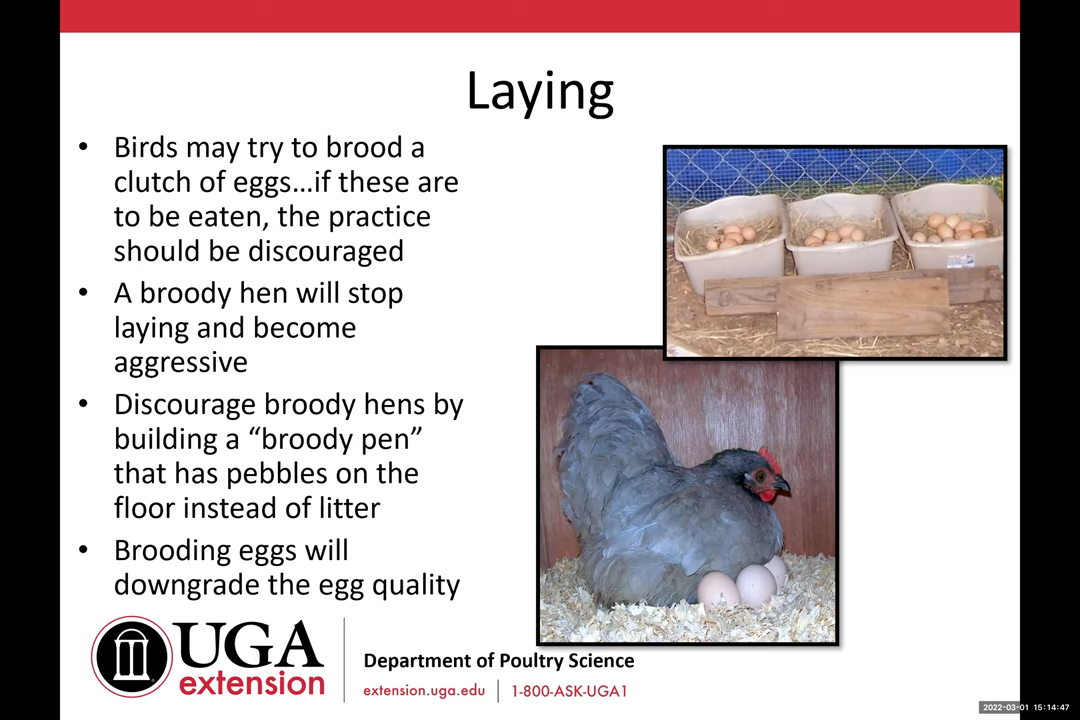 Laying
• Birds may try to brood a
clutch of eggs...if these are
to be eaten, the practice
should be discouraged
• A broody hen will stop
laying and become
aggressive
• Discourage broody hens by
building a “broody pen”
that has pebbles on the
floor instead of litter
• Brooding eggs will
downgrade the egg quality
UGA
extension
Department of Poultry Science
extension.uga.edu | 1-800-ASK-UGA1
2022-03-01 15:14:47